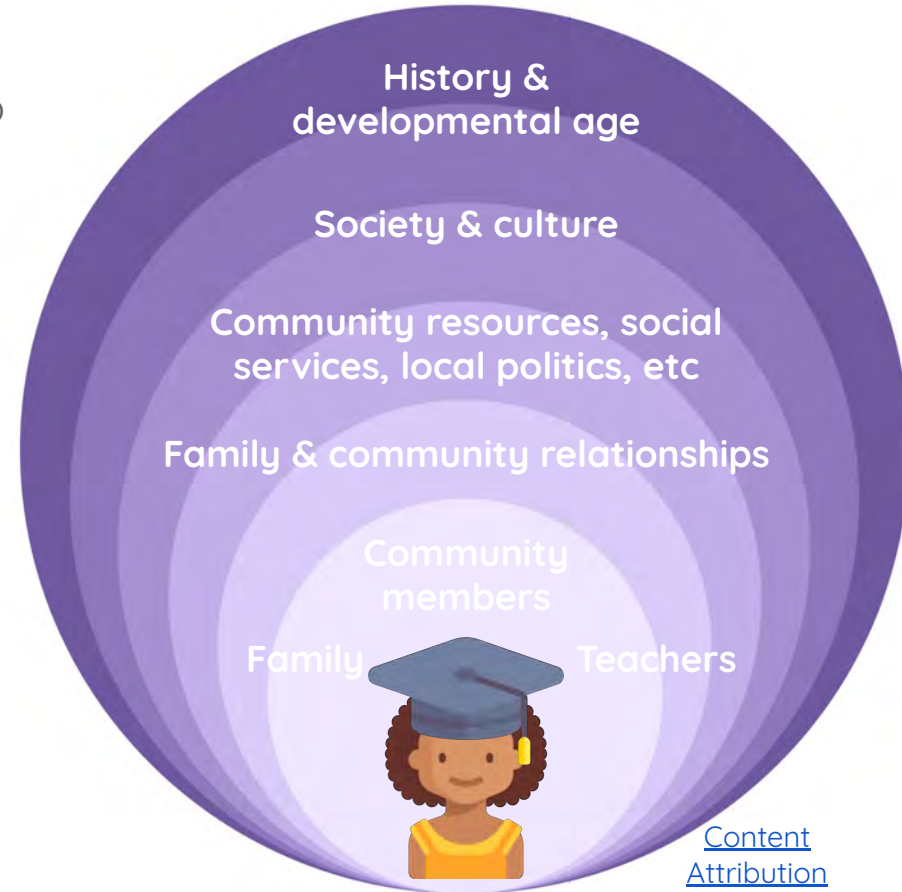 History &
developmental age
Society & culture
Community resources, social
services, local politics, etc
Family & community relationships
Community
members
Family Teachers
Content
Attribution